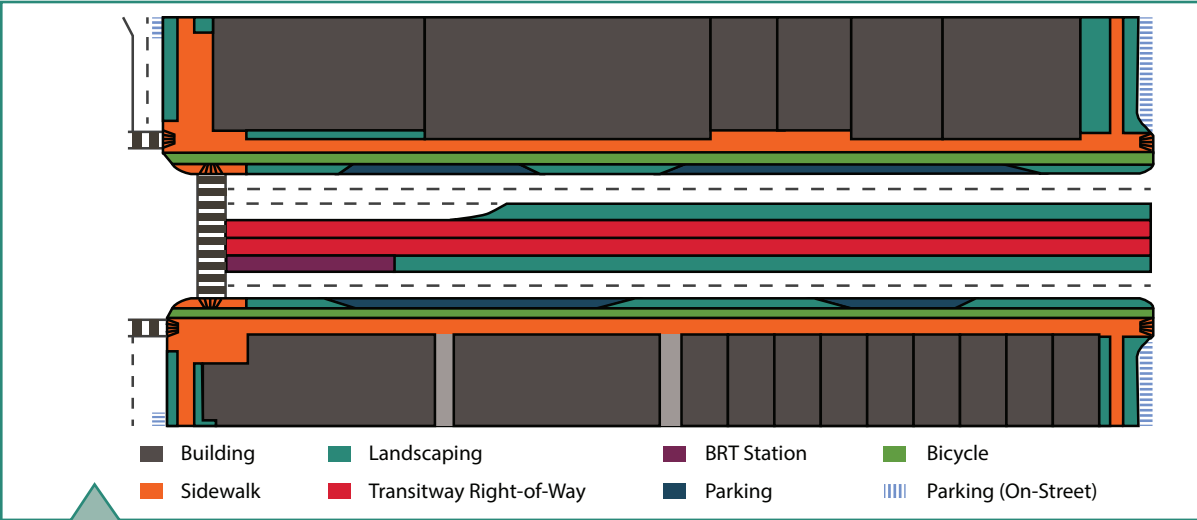 Building
Landscaping
BRT Station
Bicycle
Sidewalk
Transitway Right-of-Way
Parking
Parking (On-Street)